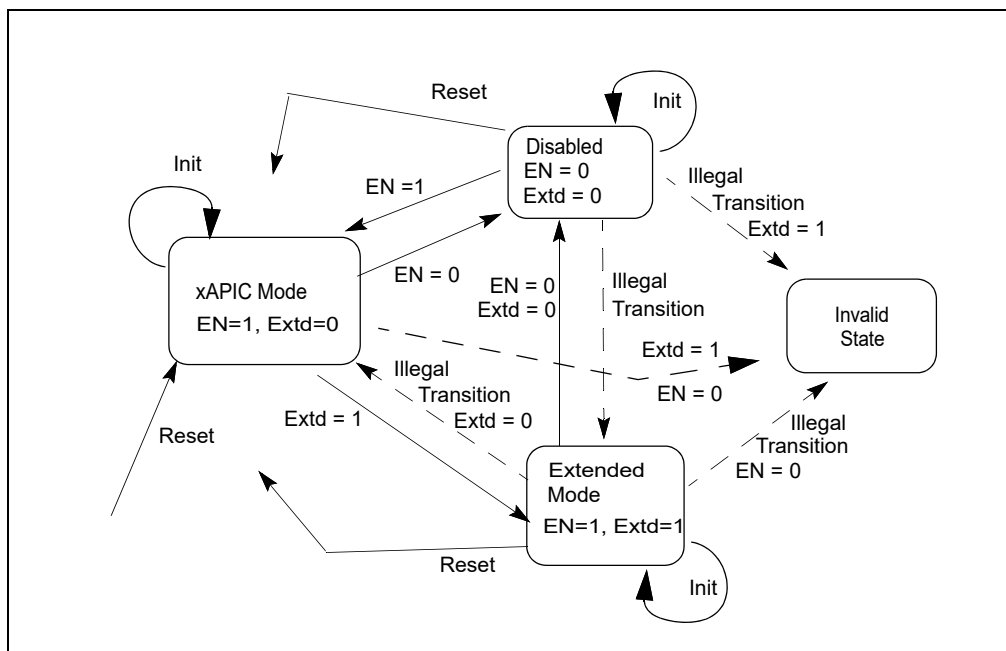 Reset
Init
Disabled
EN = 0
Extd = 0
Illegal
Transition
Extd = 1
Init
EN =1
EN = 0
xAPIC Mode
EN=1, Extd=0
EN = 0
Extd = 0
Illegal
Transition
Invalid
State
Extd = 1
EN = 0
Illegal
Transition
Extd = 0
Extd = 1
Reset
Illegal
Transition
EN = 0
Extended
Mode
EN=1, Extd=1
Reset
Init